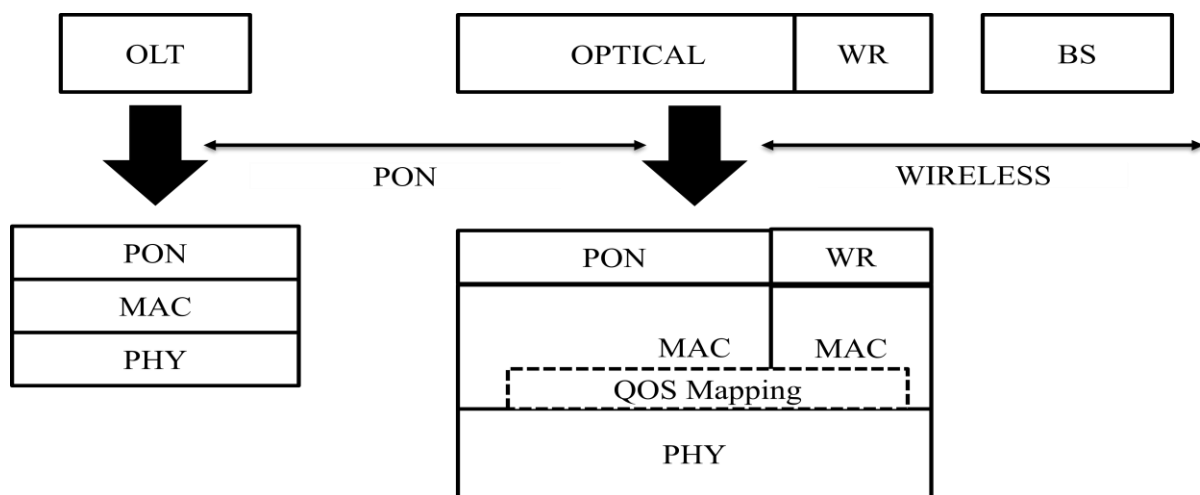 OLT
OPTICAL WR
BS
PON
WIRELESS
PON
MAC
PHY
PON WR
MAC MAC
QOS Mapping
PHY